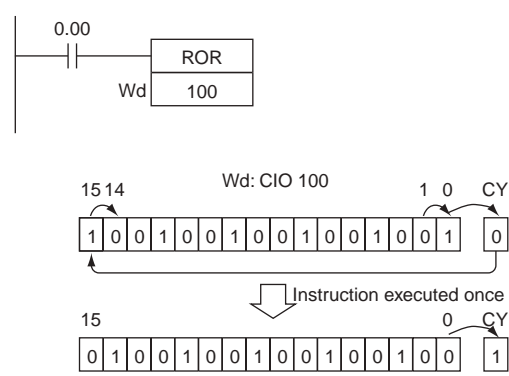 0.00
ROR
Wd 100
Wd: CIO 100
15 14 1 0 CY
1 0 0 1 0 0 1 0 0 1 0 0 1 0 0 1 0
Instruction executed once
15 0 CY
0 1 0 0 1 0 0 1 0 0 1 0 0 1 0 0 1